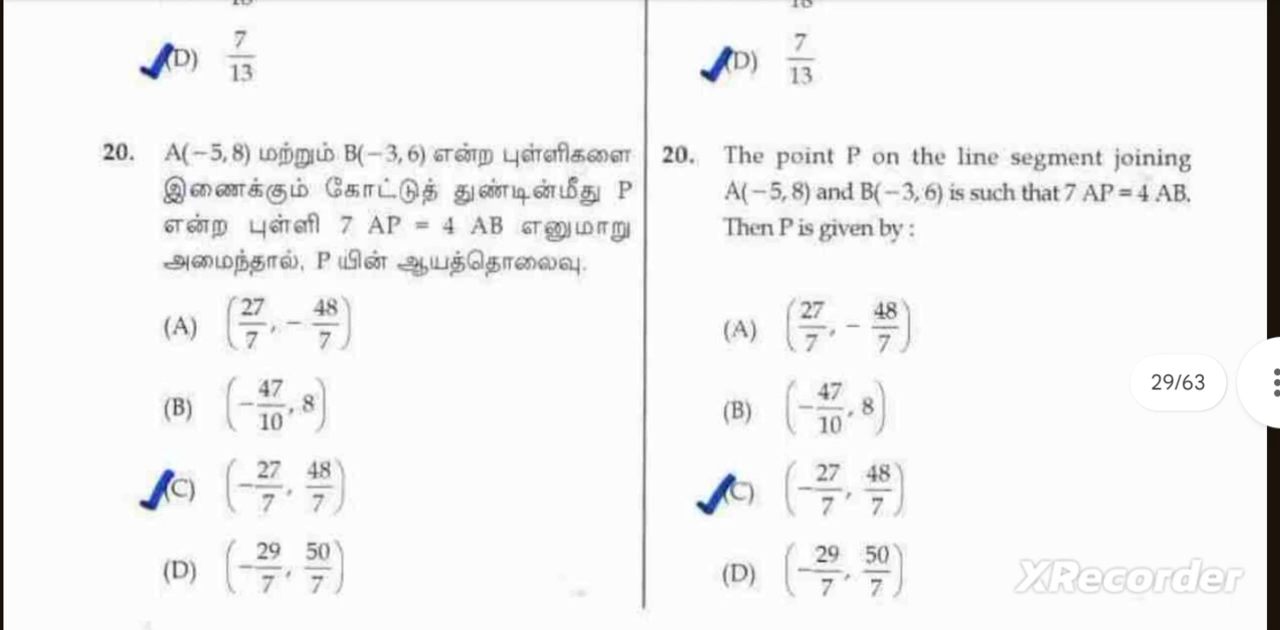 (D) 7/13
20. A(−5, 8) மற்றும் B(−3, 6) என்ற புள்ளிகளை
இணைக்கும் கோட்டுத் துண்டின்மீது P
என்ற புள்ளி 7 AP = 4 AB எனுமாறு
அமைந்தால், P யின் ஆயத்தொலைவு.
(A) (27/7, −48/7)
(B) (−47/10, 8)
(C) (−27/7, 48/7)
(D) (−29/7, 50/7)
(D) 7/13
20. The point P on the line segment joining
A(−5, 8) and B(−3, 6) is such that 7 AP = 4 AB.
Then P is given by :
(A) (27/7, −48/7)
(B) (−47/10, 8)
(C) (−27/7, 48/7)
(D) (−29/7, 50/7)
29/63
XRecorder